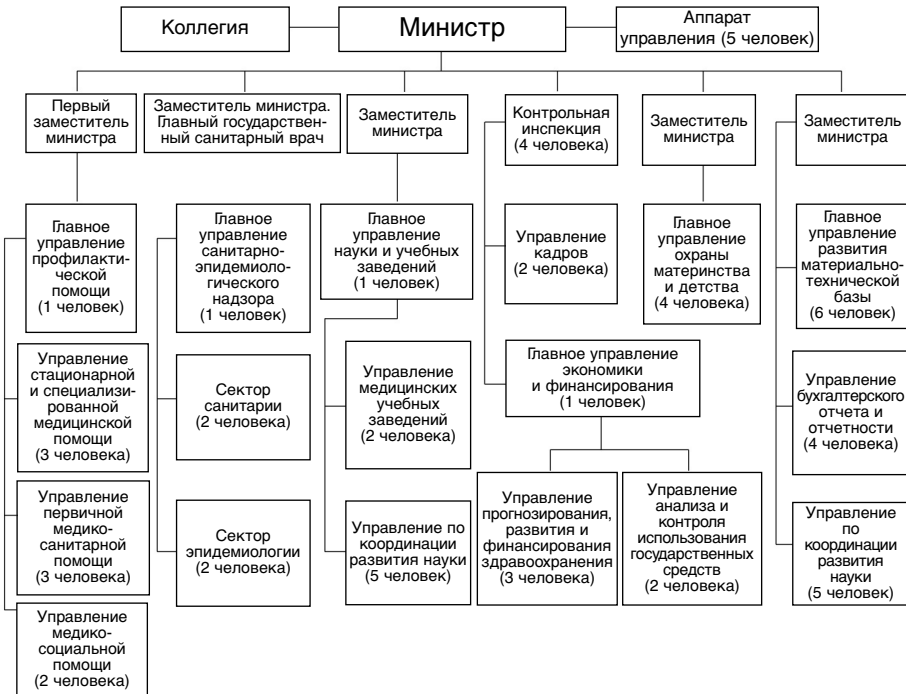 Коллегия
Министр
Аппарат
управления (5 человек)
Первый
заместитель
министра
Заместитель министра.
Главный государствен-
ный санитарный врач
Заместитель
министра
Контрольная
инспекция
(4 человека)
Заместитель
министра
Заместитель
министра
Главное
управление
профилакти-
ческой
помощи
(1 человек)
Главное
управление
санитарно-
эпидемиоло-
гического
надзора
(1 человек)
Главное
управление
науки и учебных
заведений
(1 человек)
Управление
кадров
(2 человека)
Главное
управление
охраны
материнства
и детства
(4 человека)
Главное
управление
развития
материально-
технической
базы
(6 человек)
Управление
стационарной
и специализи-
рованной
медицинской
помощи
(3 человека)
Сектор
санитарии
(2 человека)
Управление
медицинских
учебных
заведений
(2 человека)
Главное управление
экономики
и финансирования
(1 человек)
Управление
бухгалтерского
отчета и
отчетности
(4 человека)
Управление
первичной
медико-
санитарной
помощи
(3 человека)
Сектор
эпидемиологии
(2 человека)
Управление по
координации
развития науки
(5 человек)
Управление
прогнозирования,
развития и
финансирования
здравоохранения
(3 человека)
Управление
анализа и
контроля
использования
государственных
средств
(2 человека)
Управление
по
координации
развития
науки
(5 человек)
Управление
медико-
социальной
помощи
(2 человека)